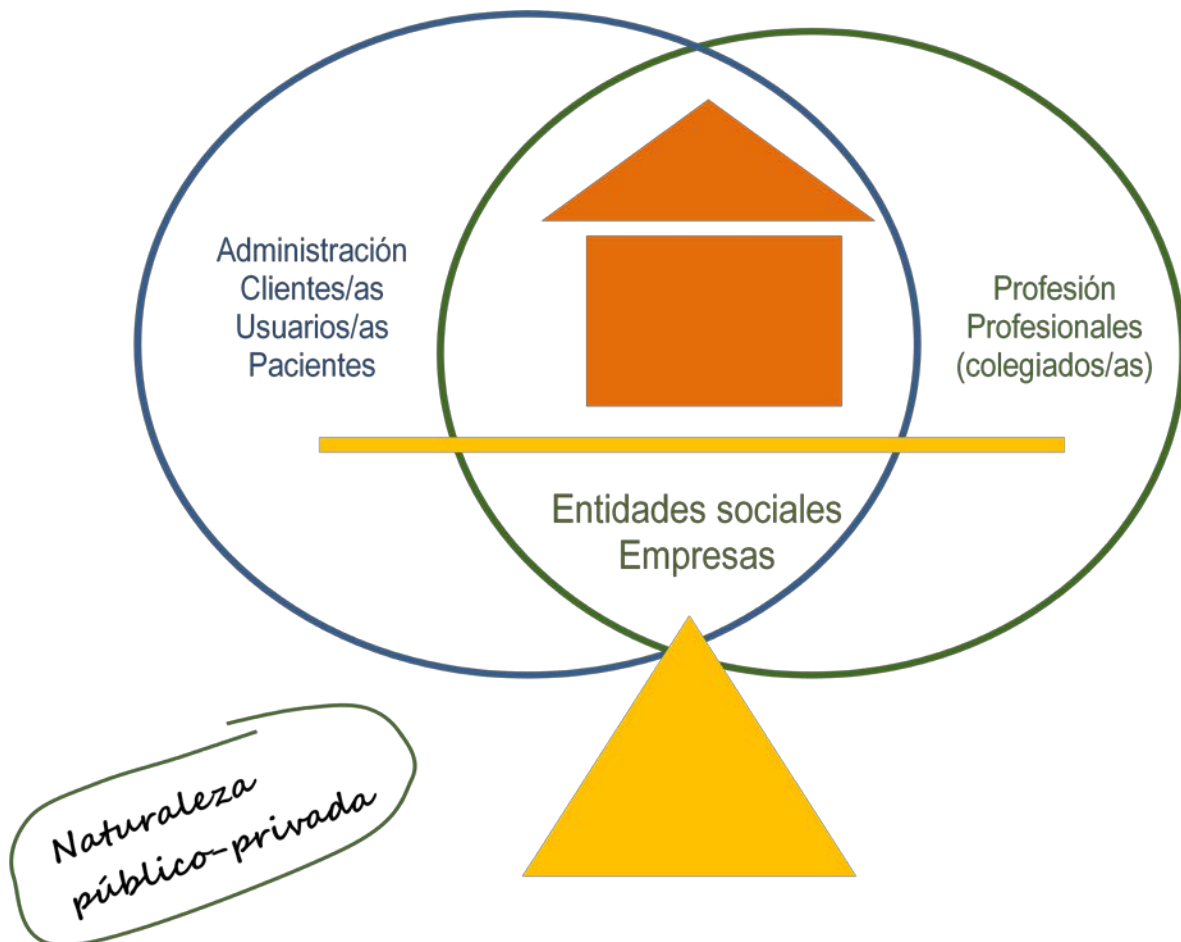 Administración
Clientes/as
Usuarios/as
Pacientes
Profesión
Profesionales
(colegiados/as)
Entidades sociales
Empresas
Naturaleza
público-privada